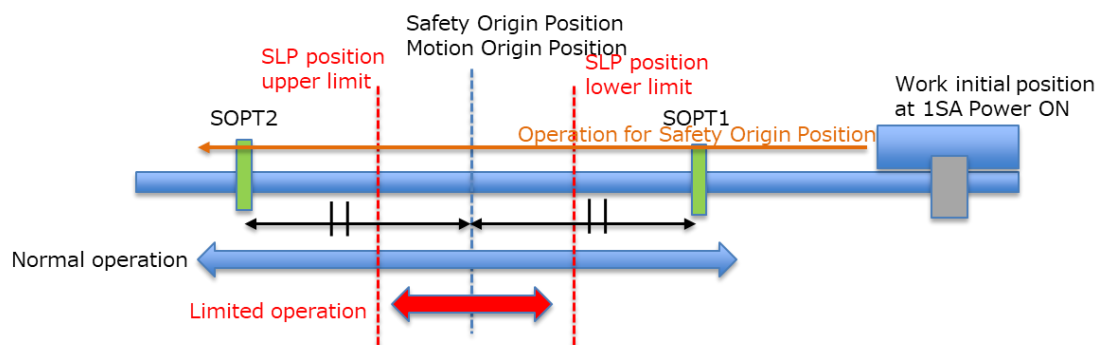 Safety Origin Position
Motion Origin Position
SLP position
upper limit
SLP position
lower limit
Work initial position
at 1SA Power ON
SOPT2
SOPT1
Operation for Safety Origin Position
Normal operation
Limited operation